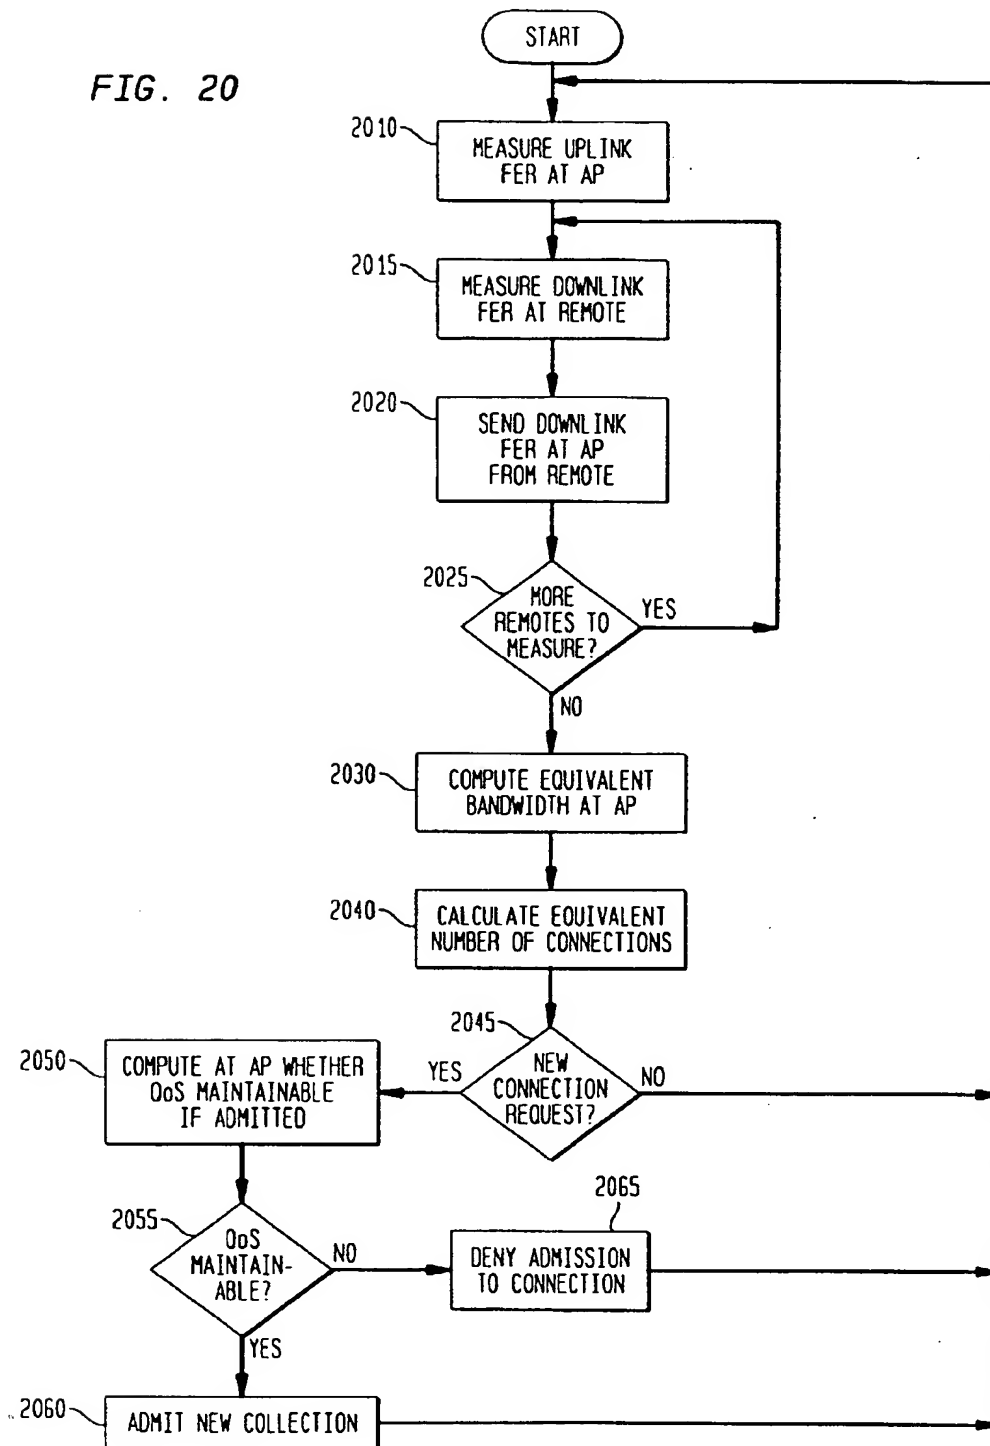 FIG. 20
START
2010
MEASURE UPLINK
FER AT AP
2015
MEASURE DOWNLINK
FER AT REMOTE
2020
SEND DOWNLINK
FER AT AP
FROM REMOTE
2025
MORE
REMOTES TO
MEASURE?
YES
NO
2030
COMPUTE EQUIVALENT
BANDWIDTH AT AP
2040
CALCULATE EQUIVALENT
NUMBER OF CONNECTIONS
2045
NEW
CONNECTION
REQUEST?
YES
NO
2050
COMPUTE AT AP WHETHER
QoS MAINTAINABLE
IF ADMITTED
2055
QoS
MAINTAIN-
ABLE?
NO
2065
DENY ADMISSION
TO CONNECTION
YES
2060
ADMIT NEW COLLECTION